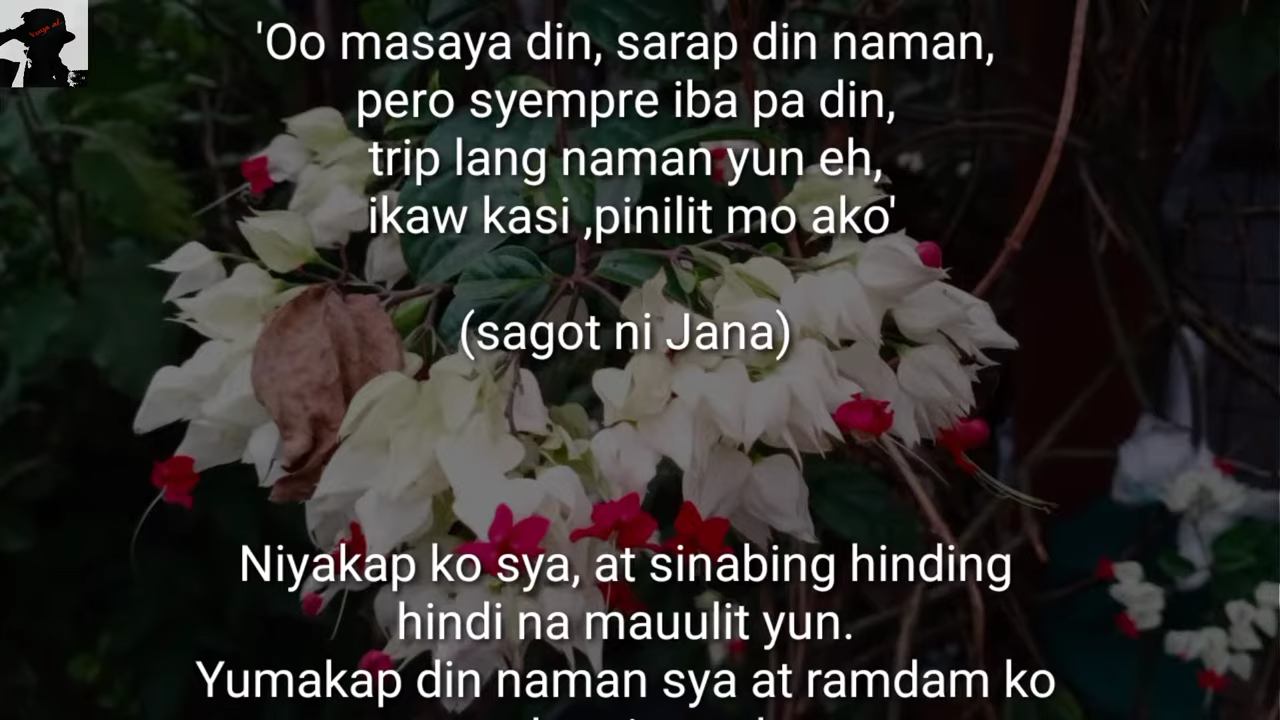 'Oo masaya din, sarap din naman,
pero syempre iba pa din,
trip lang naman yun eh,
ikaw kasi ,pinilit mo ako'
(sagot ni Jana)
Niyakap ko sya, at sinabing hinding
hindi na mauulit yun.
Yumakap din naman sya at ramdam ko